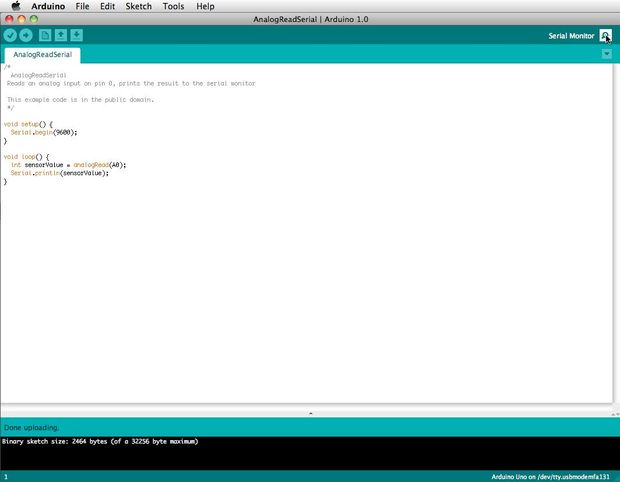 Arduino File Edit Sketch Tools Help
AnalogReadSerial | Arduino 1.0
Serial Monitor
AnalogReadSerial
/*
AnalogReadSerial
Reads an analog input on pin 0, prints the result to the serial monitor
This example code is in the public domain.
*/
void setup() {
Serial.begin(9600);
}
void loop() {
int sensorValue = analogRead(A0);
Serial.println(sensorValue);
}
Done uploading.
Binary sketch size: 2464 bytes (of a 32256 byte maximum)
1
Arduino Uno on /dev/tty.usbmodemfa131